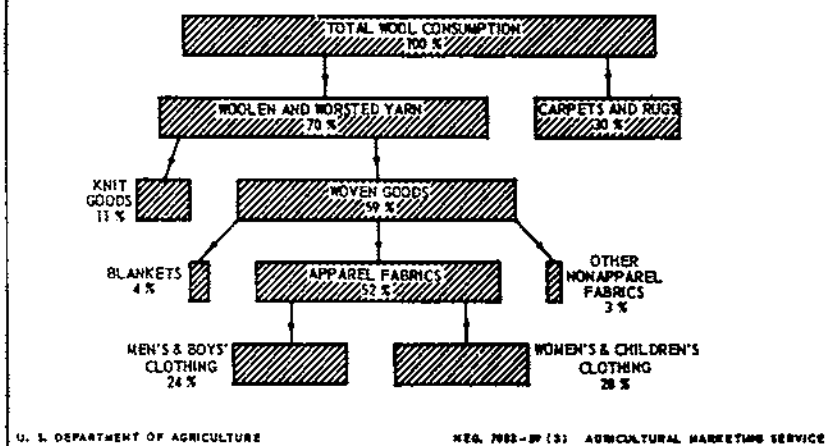 TOTAL WOOL CONSUMPTION
100 %
WOOLEN AND WORSTED YARN
70 %
CARPETS AND RUGS
30 %
KNIT
GOODS
11 %
WOVEN GOODS
59 %
BLANKETS
4 %
APPAREL FABRICS
52 %
OTHER
NONAPPAREL
FABRICS
3 %
MEN'S & BOYS'
CLOTHING
24 %
WOMEN'S & CHILDREN'S
CLOTHING
28 %
U. S. DEPARTMENT OF AGRICULTURE
NEG. (3) AGRICULTURAL MARKETING SERVICE